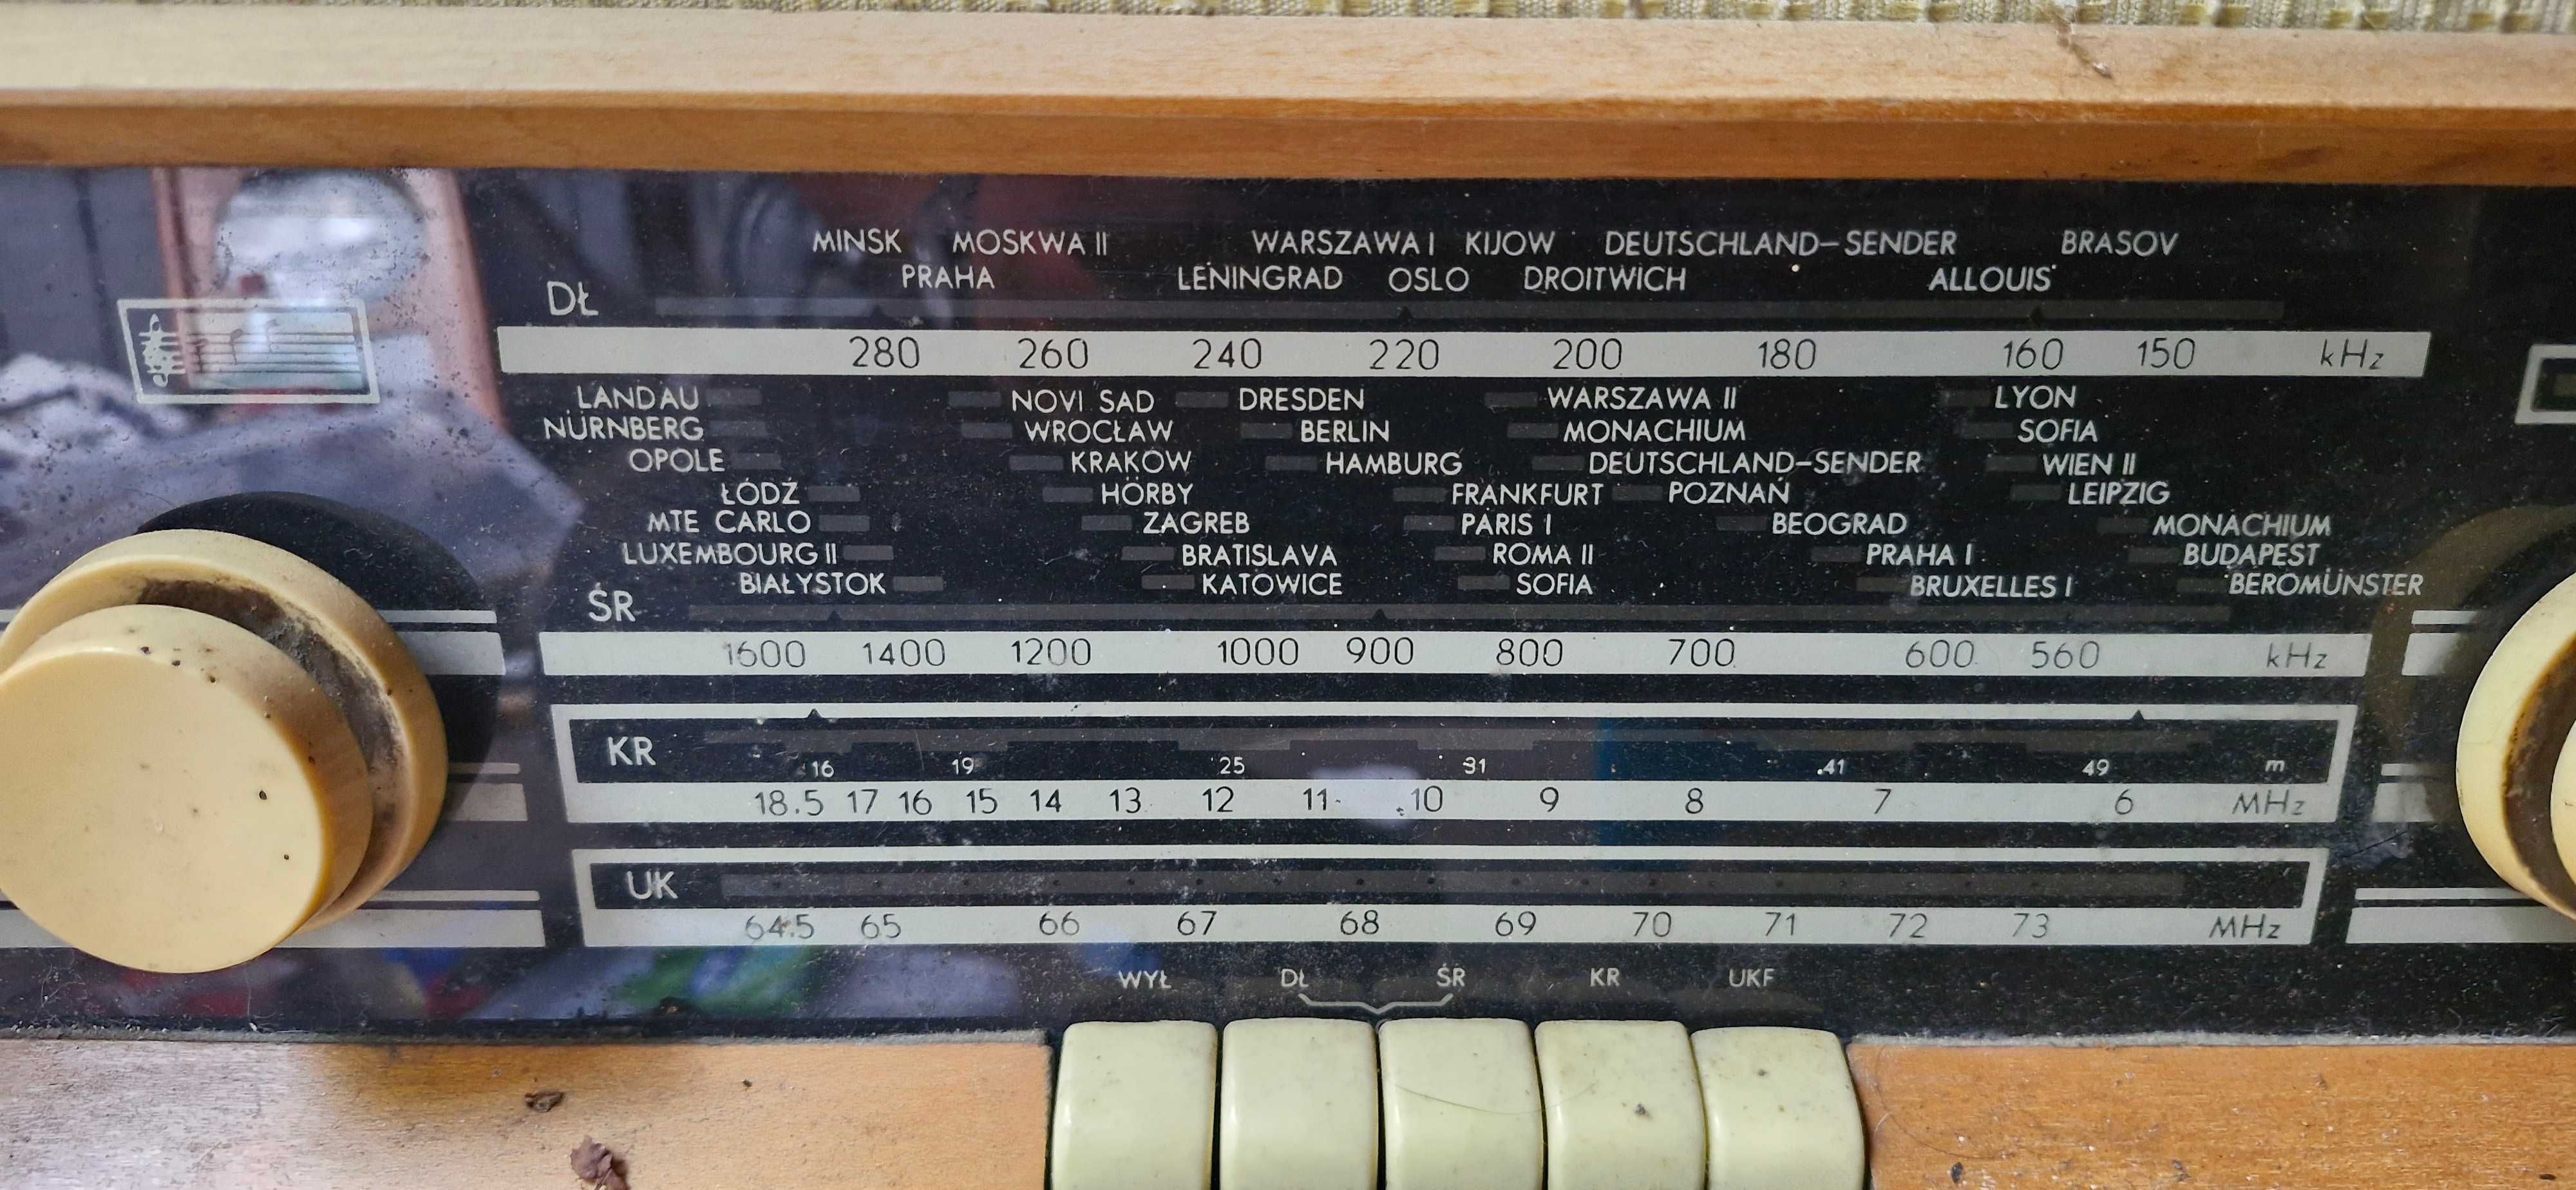 MINSK MOSKWA II WARSZAWA I KIJOW DEUTSCHLAND–SENDER BRASOV
PRAHA LENINGRAD OSLO DROITWICH ALLOUIS
DŁ
280 260 240 220 200 180 160 150 kHz
LANDAU NOVI SAD DRESDEN WARSZAWA II LYON
NÜRNBERG WROCŁAW BERLIN MONACHIUM SOFIA
OPOLE KRAKÓW HAMBURG DEUTSCHLAND–SENDER WIEN II
ŁÓDŹ HÖRBY FRANKFURT POZNAŃ LEIPZIG
MTE CARLO ZAGREB PARIS I BEOGRAD MONACHIUM
LUXEMBOURG II BRATISLAVA ROMA II PRAHA I BUDAPEST
BIAŁYSTOK KATOWICE SOFIA BRUXELLES I BEROMÜNSTER
ŚR
1600 1400 1200 1000 900 800 700 600 560 kHz
KR
16 19 25 31 41 49 m
18.5 17 16 15 14 13 12 11 10 9 8 7 6 MHz
UK
64.5 65 66 67 68 69 70 71 72 73 MHz
WYŁ DŁ ŚR KR UKF